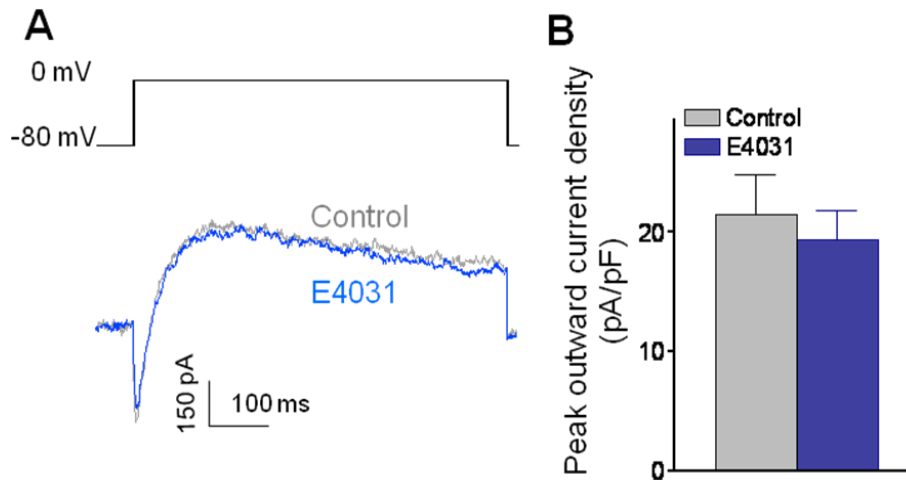 A
0 mV
-80 mV
Control
E4031
150 pA
100 ms
B
Peak outward current density
(pA/pF)
Control
E4031
20
10
0